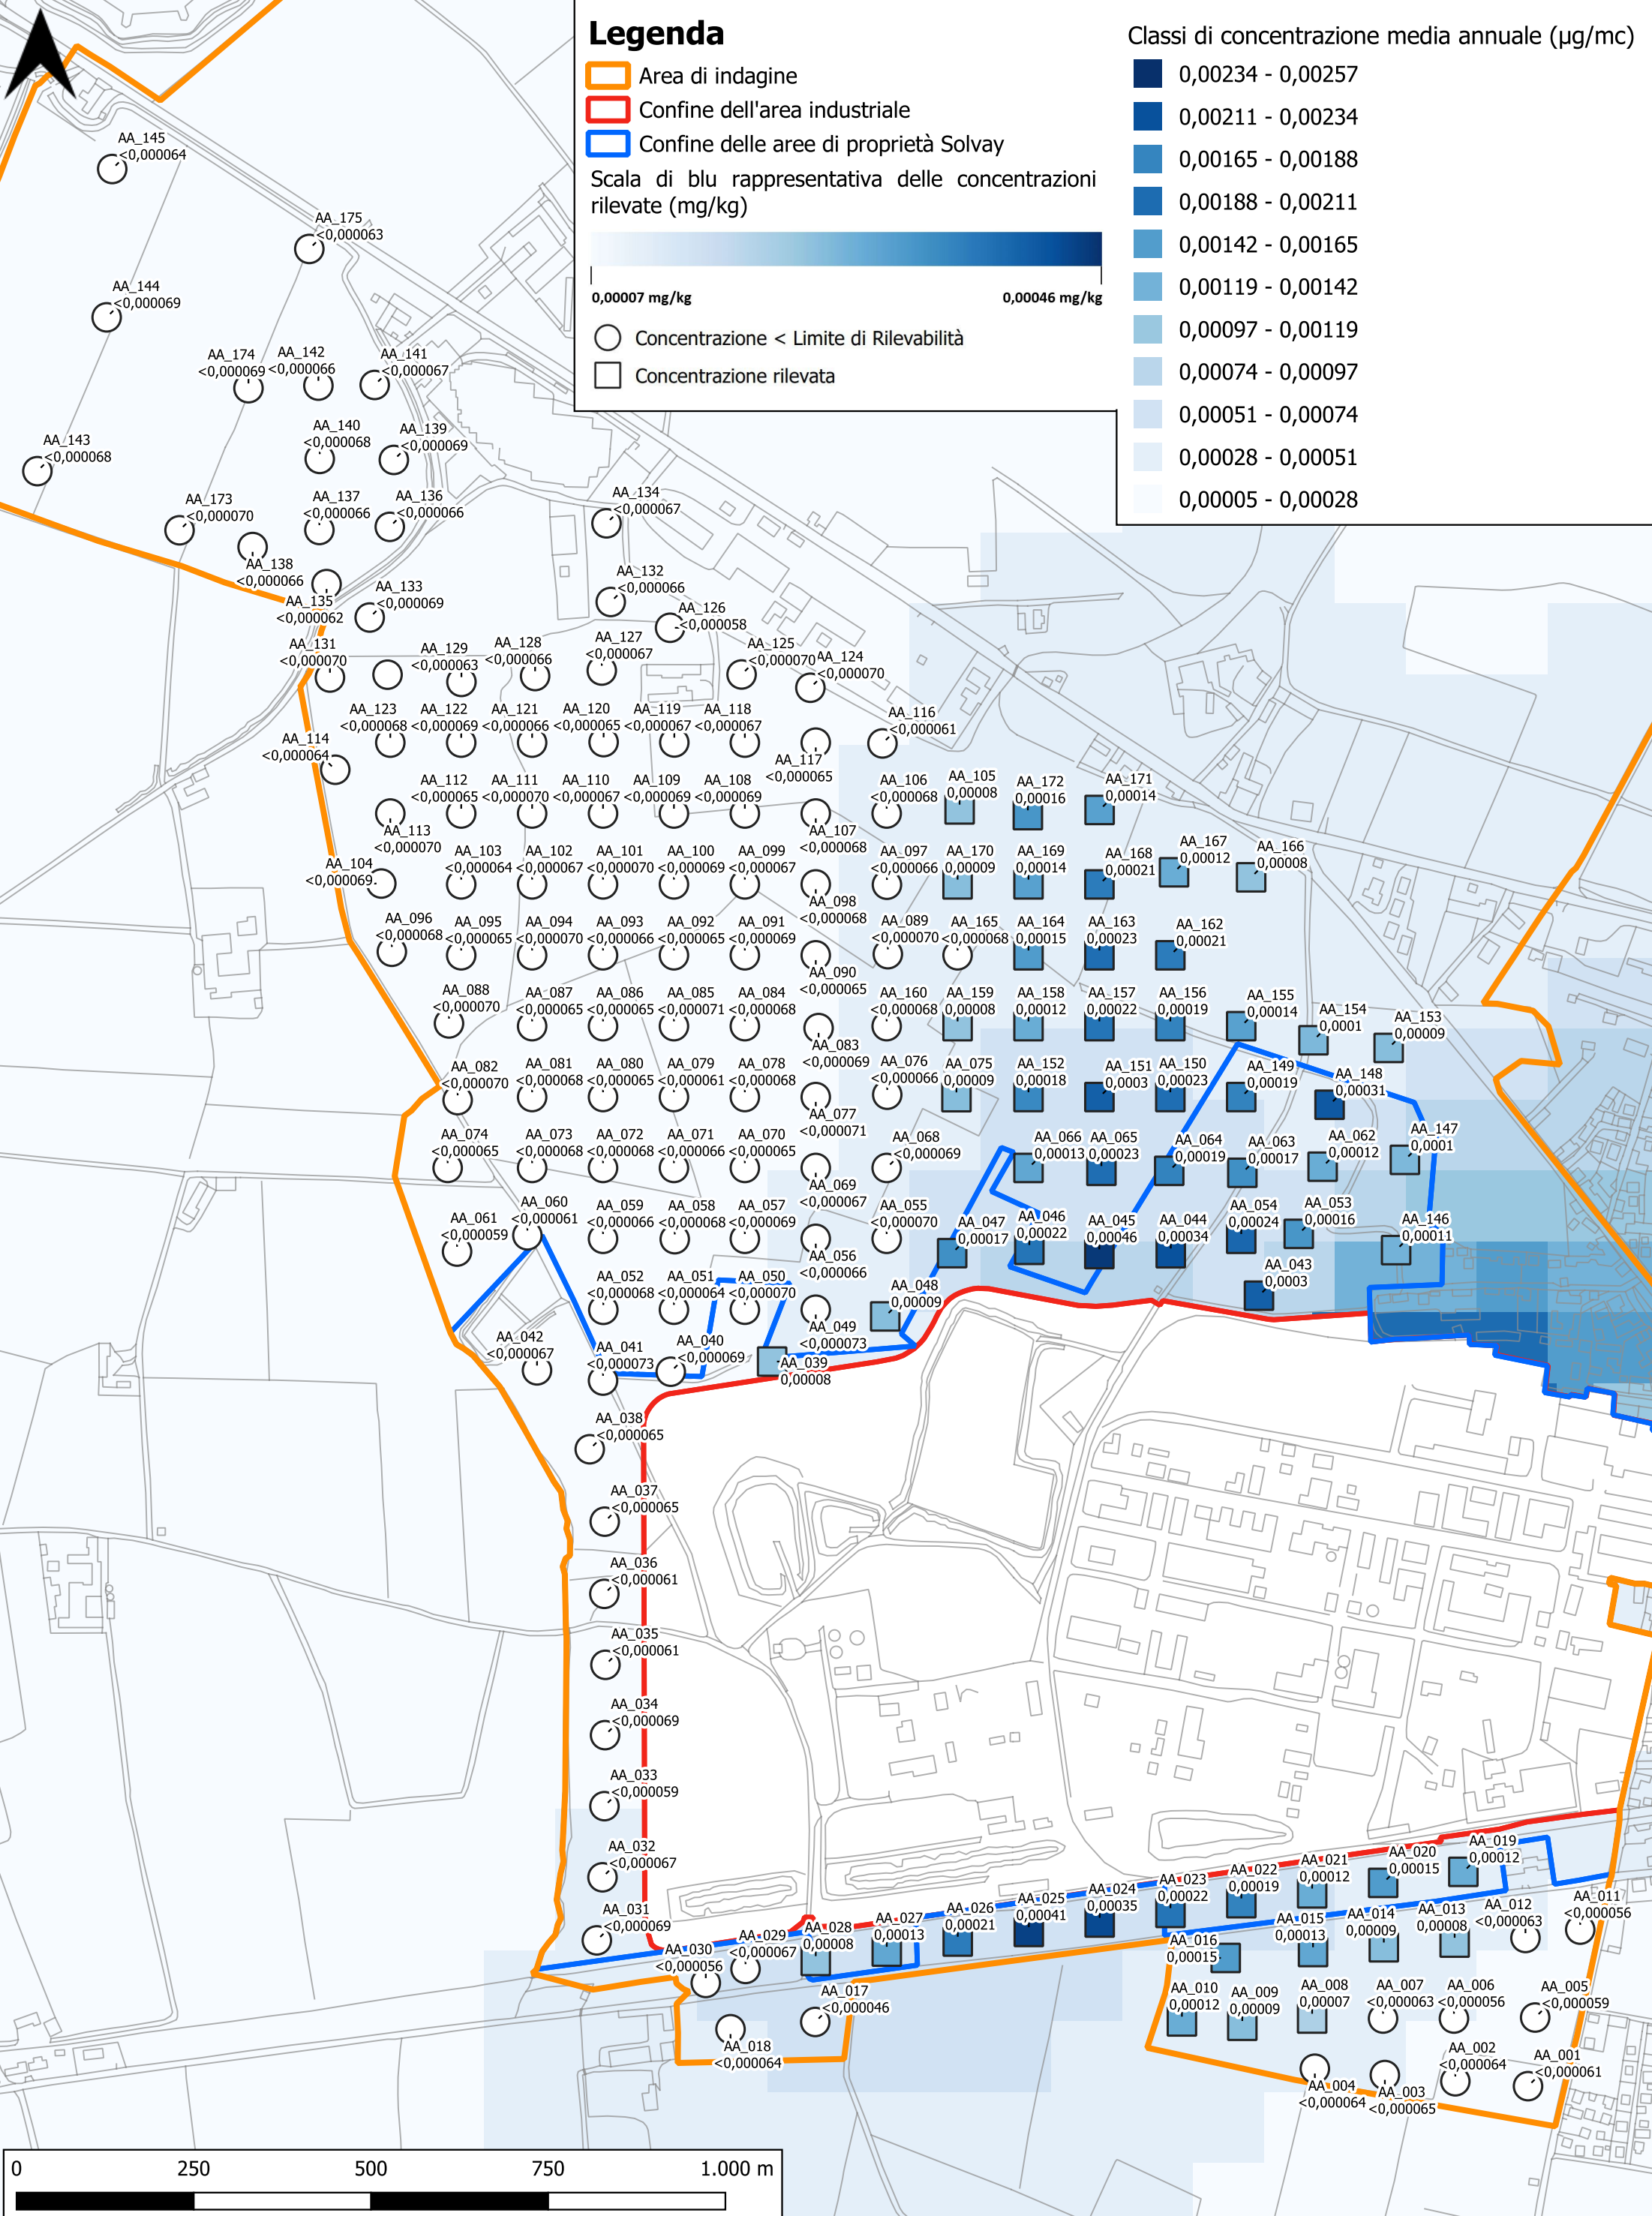 Legenda
Area di indagine
Confine dell'area industriale
Confine delle aree di proprietà Solvay
Scala di blu rappresentativa delle concentrazioni
rilevate (mg/kg)
0,00007 mg/kg
0,00046 mg/kg
Concentrazione < Limite di Rilevabilità
Concentrazione rilevata
Classi di concentrazione media annuale (µg/mc)
0,00234 - 0,00257
0,00211 - 0,00234
0,00165 - 0,00188
0,00188 - 0,00211
0,00142 - 0,00165
0,00119 - 0,00142
0,00097 - 0,00119
0,00074 - 0,00097
0,00051 - 0,00074
0,00028 - 0,00051
0,00005 - 0,00028
AA_145
<0,000064
AA_175
<0,000063
AA_144
<0,000069
AA_174
<0,000069
AA_142
<0,000066
AA_141
<0,000067
AA_140
<0,000068
AA_139
<0,000069
AA_143
<0,000068
AA_173
<0,000070
AA_137
<0,000066
AA_136
<0,000066
AA_134
<0,000067
AA_138
<0,000066
AA_135
<0,000062
AA_133
<0,000069
AA_132
<0,000066
AA_126
<0,000058
AA_131
<0,000070
AA_129
<0,000063
AA_128
<0,000066
AA_127
<0,000067
AA_125
<0,000070
AA_124
<0,000070
AA_123
<0,000068
AA_122
<0,000069
AA_121
<0,000066
AA_120
<0,000065
AA_119
<0,000067
AA_118
<0,000067
AA_116
<0,000061
AA_114
<0,000064
AA_117
<0,000065
AA_112
<0,000065
AA_111
<0,000070
AA_110
<0,000067
AA_109
<0,000069
AA_108
<0,000069
AA_106
<0,000068
AA_105
0,00008
AA_172
0,00016
AA_171
0,00014
AA_113
<0,000070
AA_107
<0,000068
AA_104
<0,000069
AA_103
<0,000064
AA_102
<0,000067
AA_101
<0,000070
AA_100
<0,000069
AA_099
<0,000067
AA_097
<0,000066
AA_170
0,00009
AA_169
0,00014
AA_168
0,00021
AA_167
0,00012
AA_166
0,00008
AA_098
<0,000068
AA_096
<0,000068
AA_095
<0,000065
AA_094
<0,000070
AA_093
<0,000066
AA_092
<0,000065
AA_091
<0,000069
AA_089
<0,000070
AA_165
<0,000068
AA_164
0,00015
AA_163
0,00023
AA_162
0,00021
AA_090
<0,000065
AA_088
<0,000070
AA_087
<0,000065
AA_086
<0,000065
AA_085
<0,000071
AA_084
<0,000068
AA_160
<0,000068
AA_159
0,00008
AA_158
0,00012
AA_157
0,00022
AA_156
0,00019
AA_155
0,00014
AA_154
0,0001
AA_153
0,00009
AA_083
<0,000069
AA_082
<0,000070
AA_081
<0,000068
AA_080
<0,000065
AA_079
<0,000061
AA_078
<0,000068
AA_076
<0,000066
AA_075
0,00009
AA_152
0,00018
AA_151
0,0003
AA_150
0,00023
AA_149
0,00019
AA_148
0,00031
AA_077
<0,000071
AA_074
<0,000065
AA_073
<0,000068
AA_072
<0,000068
AA_071
<0,000066
AA_070
<0,000065
AA_068
<0,000069
AA_066
0,00013
AA_065
0,00023
AA_064
0,00019
AA_063
0,00017
AA_062
0,00012
AA_147
0,0001
AA_069
<0,000067
AA_061
<0,000059
AA_060
<0,000061
AA_059
<0,000066
AA_058
<0,000068
AA_057
<0,000069
AA_055
<0,000070
AA_047
0,00017
AA_046
0,00022
AA_045
0,00046
AA_044
0,00034
AA_054
0,00024
AA_053
0,00016
AA_146
0,00011
AA_056
<0,000066
AA_052
<0,000068
AA_051
<0,000064
AA_050
<0,000070
AA_048
0,00009
AA_043
0,0003
AA_049
<0,000073
AA_042
<0,000067
AA_041
<0,000073
AA_040
<0,000069
AA_039
0,00008
AA_038
<0,000065
AA_037
<0,000065
AA_036
<0,000061
AA_035
<0,000061
AA_034
<0,000069
AA_033
<0,000059
AA_032
<0,000067
AA_031
<0,000069
AA_030
<0,000056
AA_029
<0,000067
AA_028
0,00008
AA_027
0,00013
AA_026
0,00021
AA_025
0,00041
AA_024
0,00035
AA_023
0,00022
AA_022
0,00019
AA_021
0,00012
AA_020
0,00015
AA_019
0,00012
AA_016
0,00015
AA_015
0,00013
AA_014
0,00009
AA_013
0,00008
AA_012
<0,000063
AA_011
<0,000056
AA_018
<0,000064
AA_017
<0,000046
AA_010
0,00012
AA_009
0,00009
AA_008
0,00007
AA_007
<0,000063
AA_006
<0,000056
AA_005
<0,000059
AA_004
<0,000064
AA_003
<0,000065
AA_002
<0,000064
AA_001
<0,000061
0 250 500 750 1.000 m